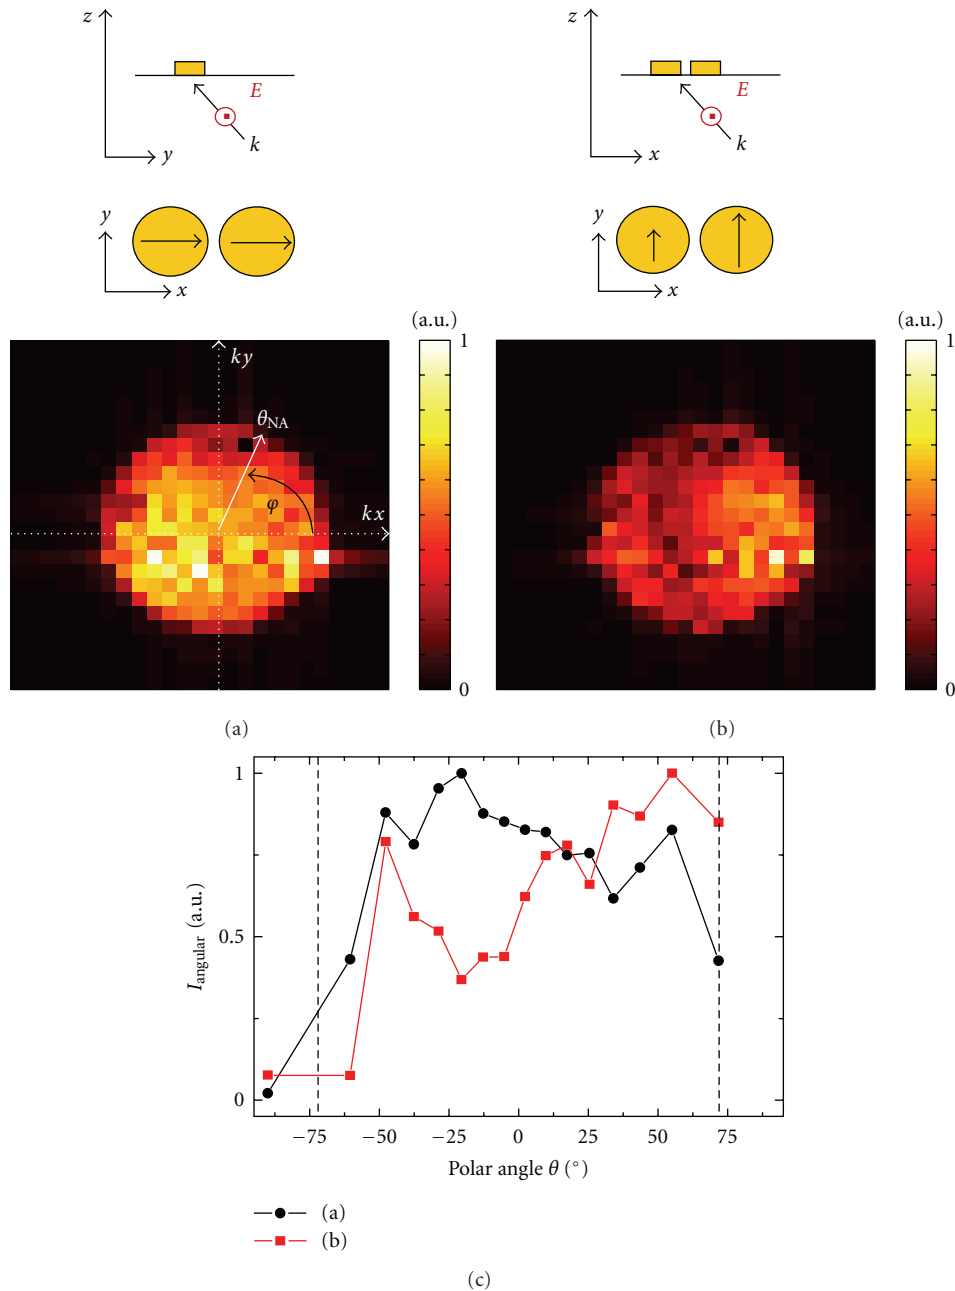 z
E
k
y
y
x
z
E
k
x
y
x
(a.u.)
1
ky
θNA
φ
kx
0
(a)
(a.u.)
1
0
(b)
1
0.5
0
Iangular (a.u.)
−75 −50 −25 0 25 50 75
Polar angle θ (°)
(a)
(b)
(c)